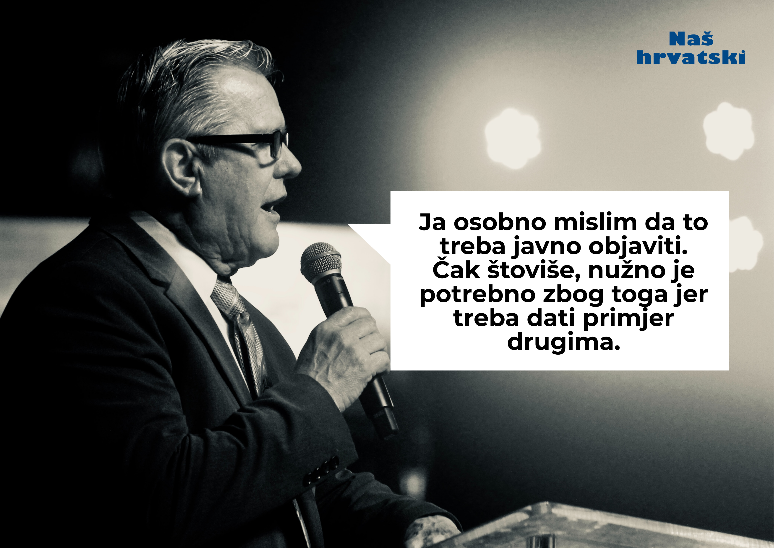 Naš
hrvatski
Ja osobno mislim da to
treba javno objaviti.
Čak štoviše, nužno je
potrebno zbog toga jer
treba dati primjer
drugima.